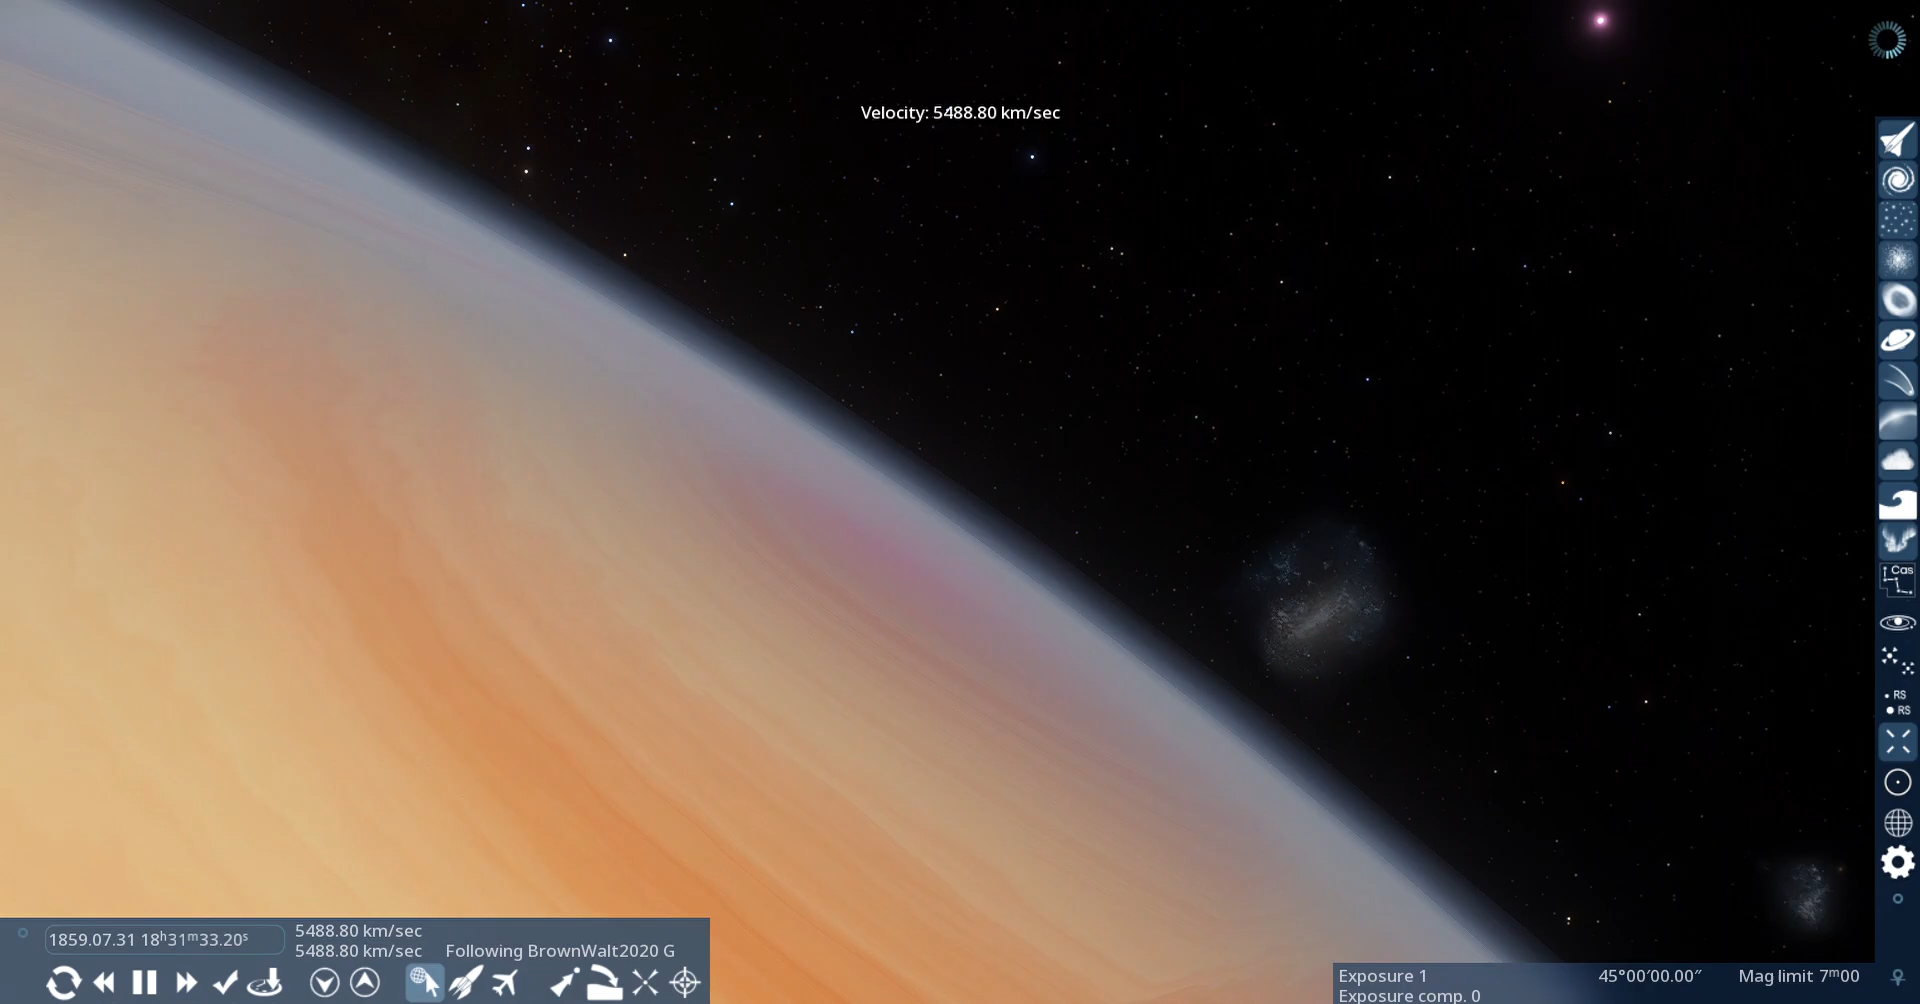 Velocity: 5488.80 km/sec
Cas
RS
RS
1859.07.31 18ʰ31ᵐ33.20ˢ
5488.80 km/sec
5488.80 km/sec Following BrownWalt2020 G
Exposure 1 45°00′00.00″ Mag limit 7ᵐ00
Exposure comp. 0